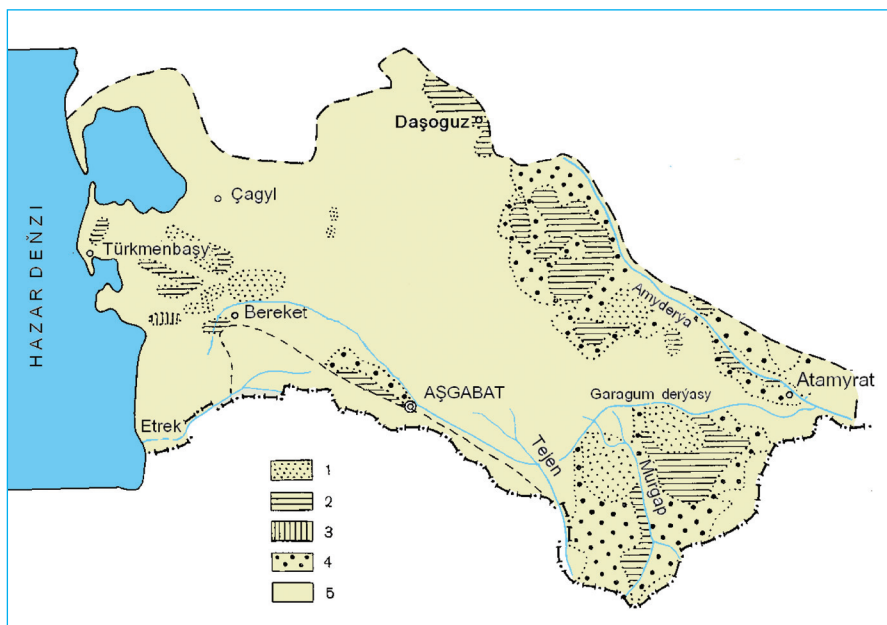 Daşoguz
HAZAR DEŇZI
Çagyl
Türkmenbaşy
Bereket
Amyderýa
Atamyrat
AŞGABAT
Garagum derýasy
Etrek
Tejen
Murgap
1
2
3
4
5